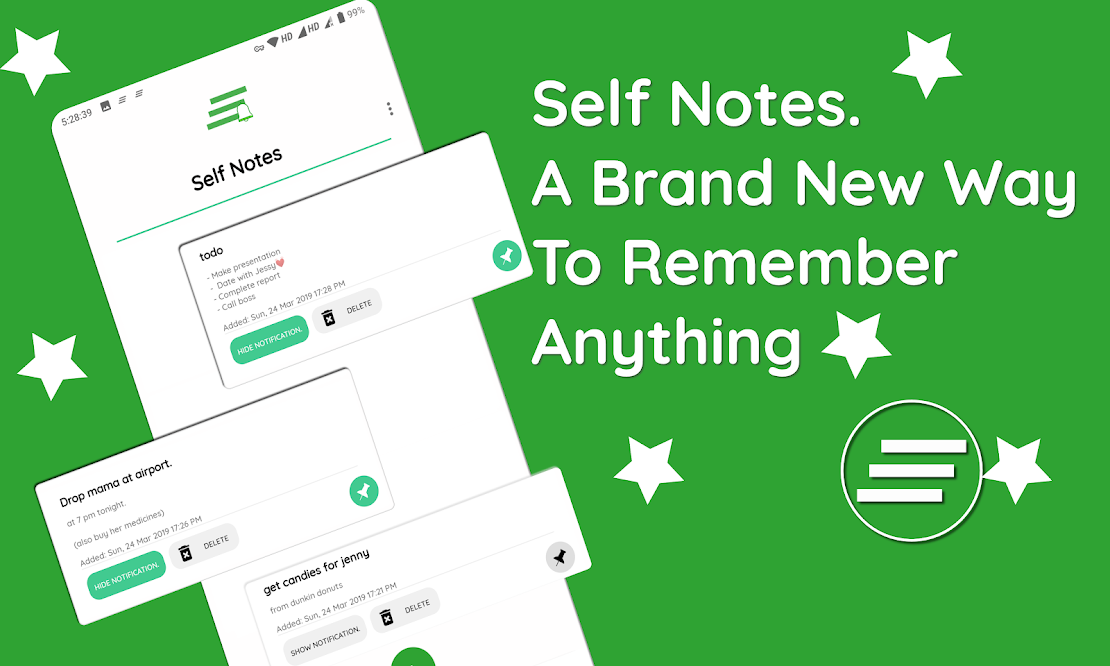 5:28:39 HD HD 99%
Self Notes
todo
- Make presentation
- Date with Jessy❤️
- Complete report
- Call boss
Added: Sun, 24 Mar 2019 17:28 PM
HIDE NOTIFICATION. DELETE
Drop mama at airport.
at 7 pm tonight.
(also buy her medicines)
Added: Sun, 24 Mar 2019 17:26 PM
HIDE NOTIFICATION. DELETE
get candies for jenny
from dunkin donuts
Added: Sun, 24 Mar 2019 17:21 PM
SHOW NOTIFICATION. DELETE
Self Notes.
A Brand New Way
To Remember
Anything